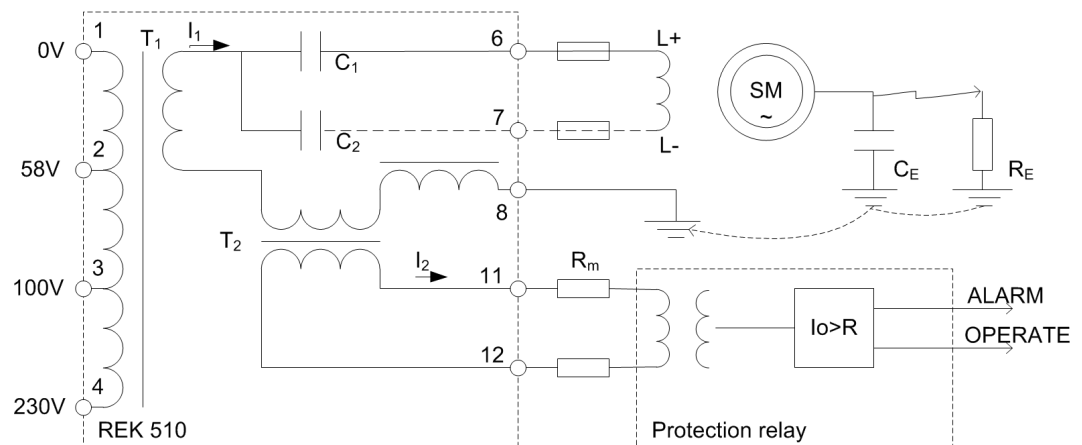 1
0V
T1
I1
C1
6
L+
SM
~
C2
7
L-
2
58V
CE
RE
8
T2
3
100V
I2
11
Rm
ALARM
Io>R
OPERATE
12
4
230V
REK 510
Protection relay